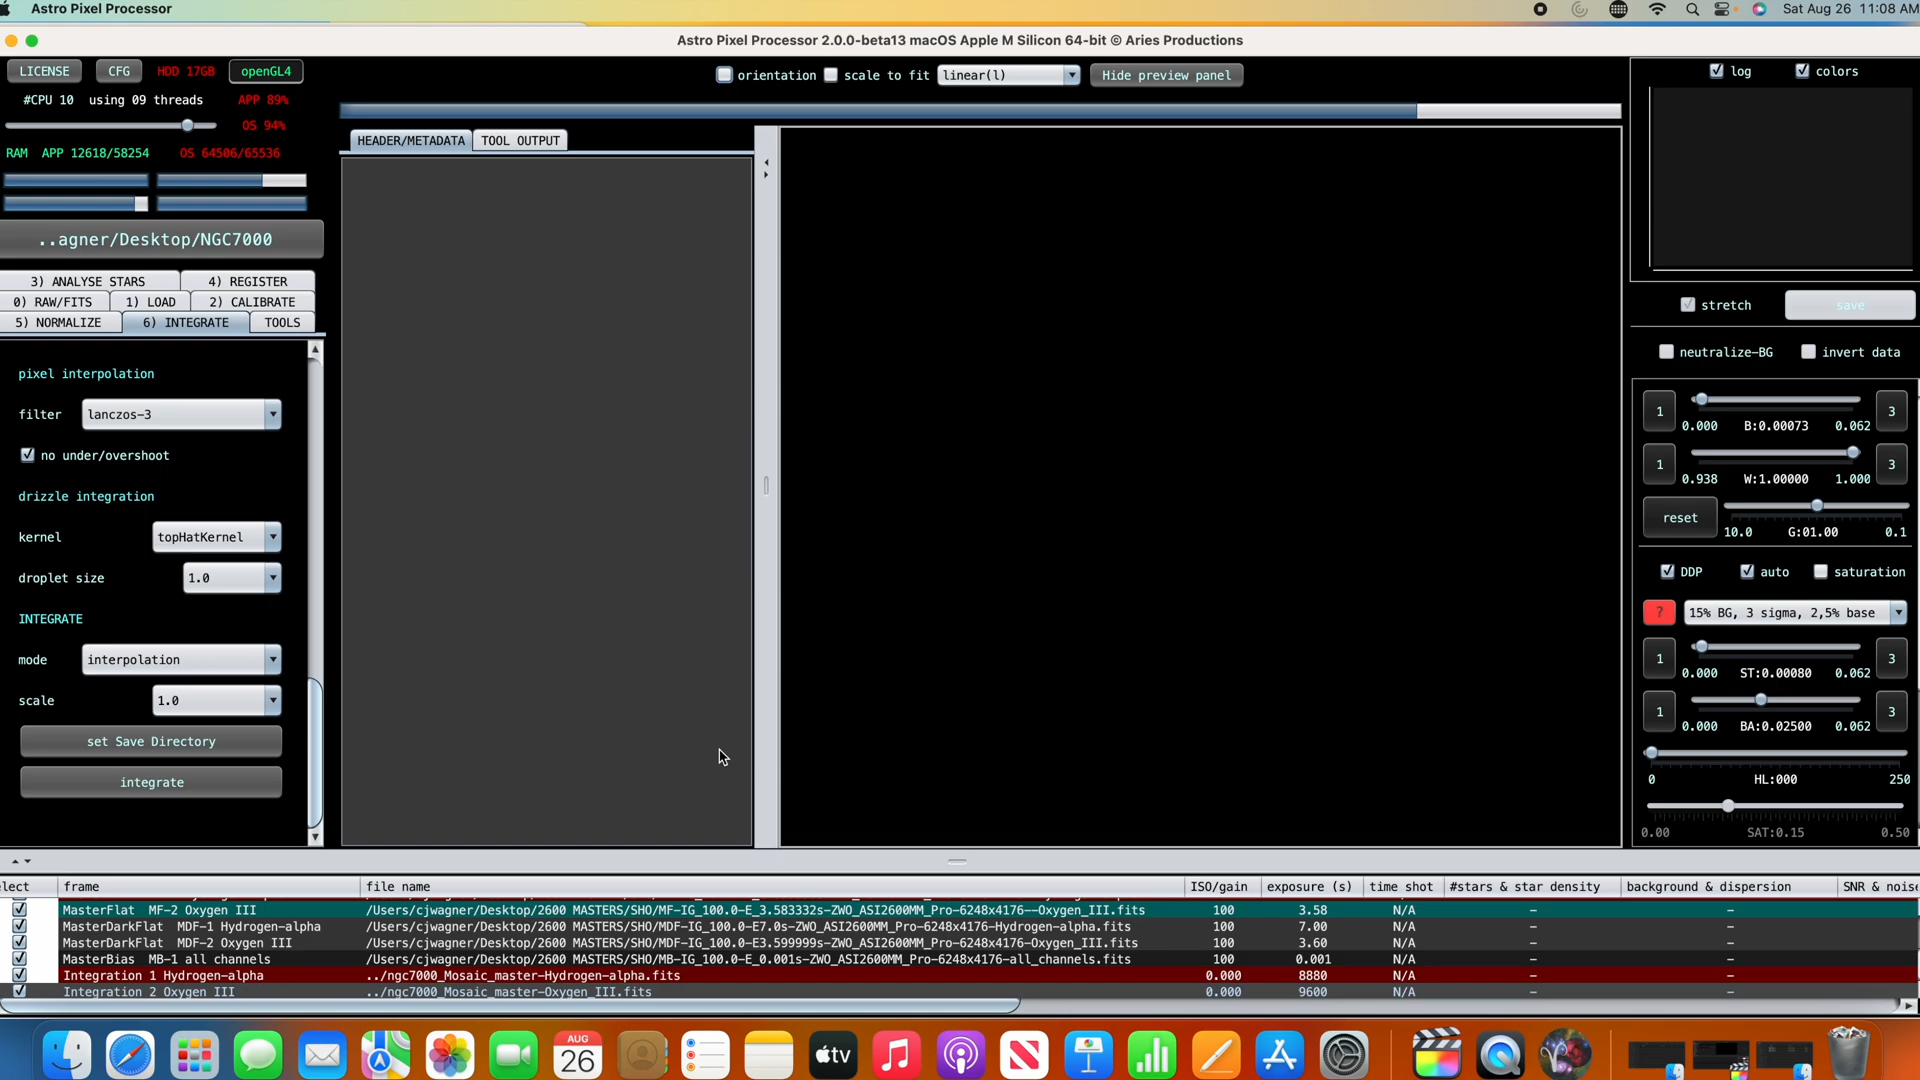 Astro Pixel Processor
Sat Aug 26 11:08 AM
Astro Pixel Processor 2.0.0-beta13 macOS Apple M Silicon 64-bit © Aries Productions
LICENSE CFG HDD 17GB openGL4
#CPU 10 using 09 threads APP 89%
OS 94%
RAM APP 12618/58254 OS 64506/65536
..agner/Desktop/NGC7000
3) ANALYSE STARS 4) REGISTER
0) RAW/FITS 1) LOAD 2) CALIBRATE
5) NORMALIZE 6) INTEGRATE TOOLS
pixel interpolation
filter lanczos-3
no under/overshoot
drizzle integration
kernel topHatKernel
droplet size 1.0
INTEGRATE
mode interpolation
scale 1.0
set Save Directory
integrate
orientation scale to fit linear(l) Hide preview panel
HEADER/METADATA TOOL OUTPUT
log colors
stretch save
neutralize-BG invert data
1 3
0.000 B:0.00073 0.062
1 3
0.938 W:1.00000 1.000
reset
10.0 G:01.00 0.1
DDP auto saturation
? 15% BG, 3 sigma, 2,5% base
1 3
0.000 ST:0.00080 0.062
1 3
0.000 BA:0.02500 0.062
0 HL:000 250
0.00 SAT:0.15 0.50
lect frame file name ISO/gain exposure (s) time shot #stars & star density background & dispersion SNR & noise
MasterFlat MF-2 Oxygen III /Users/cjwagner/Desktop/2600 MASTERS/SHO/MF-IG_100.0-E_3.583332s-ZWO_ASI2600MM_Pro-6248x4176--Oxygen_III.fits 100 3.58 N/A - -
MasterDarkFlat MDF-1 Hydrogen-alpha /Users/cjwagner/Desktop/2600 MASTERS/SHO/MDF-IG_100.0-E7.0s-ZWO_ASI2600MM_Pro-6248x4176-Hydrogen-alpha.fits 100 7.00 N/A - -
MasterDarkFlat MDF-2 Oxygen III /Users/cjwagner/Desktop/2600 MASTERS/SHO/MDF-IG_100.0-E3.599999s-ZWO_ASI2600MM_Pro-6248x4176-Oxygen_III.fits 100 3.60 N/A - -
MasterBias MB-1 all channels /Users/cjwagner/Desktop/2600 MASTERS/SHO/MB-IG_100.0-E_0.001s-ZWO_ASI2600MM_Pro-6248x4176-all_channels.fits 100 0.001 N/A - -
Integration 1 Hydrogen-alpha ../ngc7000_Mosaic_master-Hydrogen-alpha.fits 0.000 8880 N/A - -
Integration 2 Oxygen III ../ngc7000_Mosaic_master-Oxygen_III.fits 0.000 9600 N/A - -
AUG
26
tv